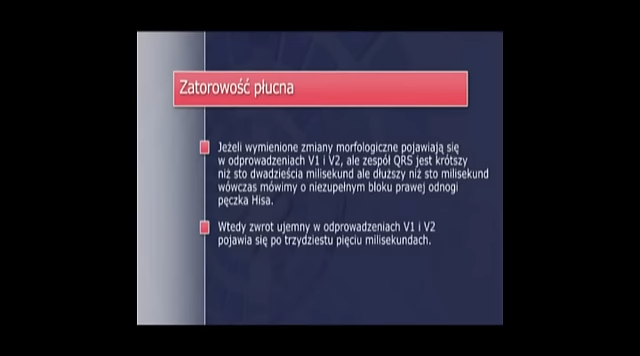 Zatorowość płucna
Jeżeli wymienione zmiany morfologiczne pojawiają się
w odprowadzeniach V1 i V2, ale zespół QRS jest krótszy
niż sto dwadzieścia milisekund ale dłuższy niż sto milisekund
wówczas mówimy o niezupełnym bloku prawej odnogi
pęczka Hisa.
Wtedy zwrot ujemny w odprowadzeniach V1 i V2
pojawia się po trzydziestu pięciu milisekundach.